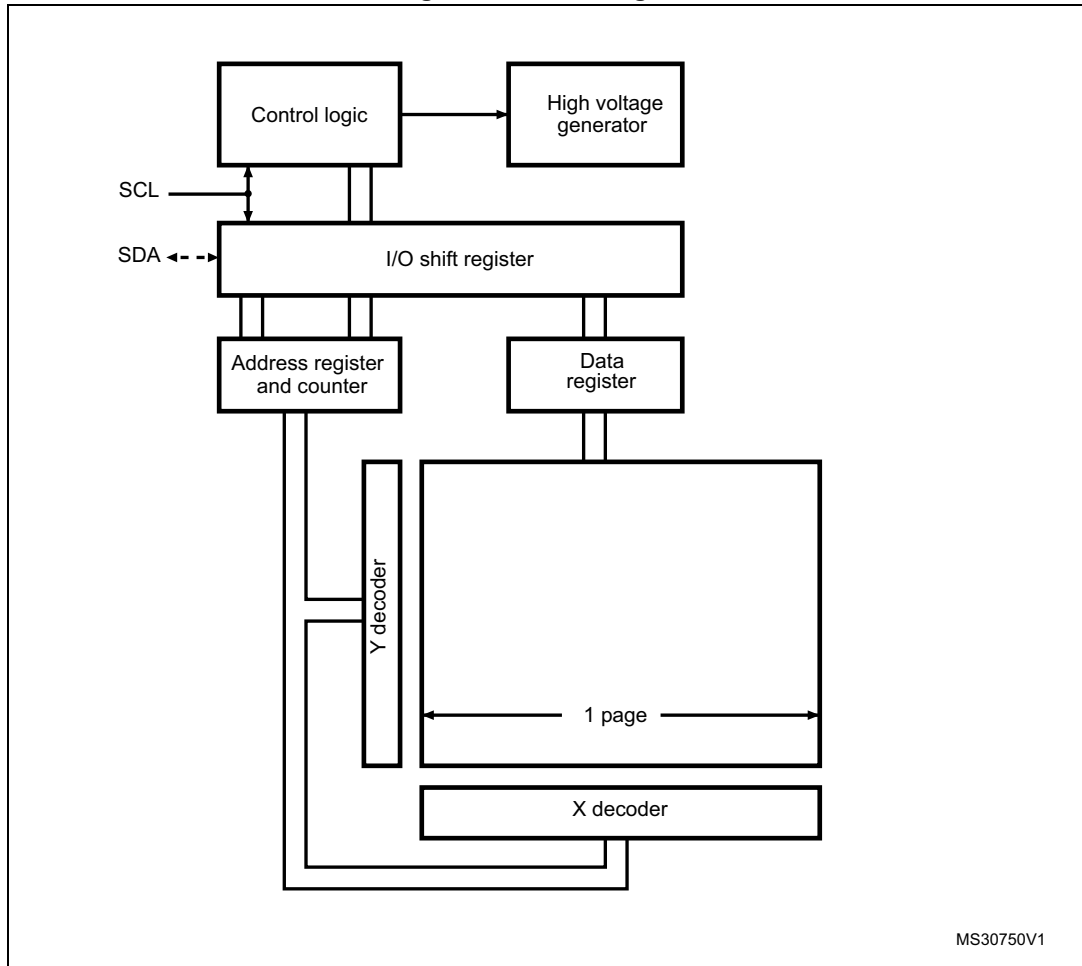 Control logic
High voltage
generator
SCL
SDA
I/O shift register
Address register
and counter
Data
register
Y decoder
1 page
X decoder
MS30750V1